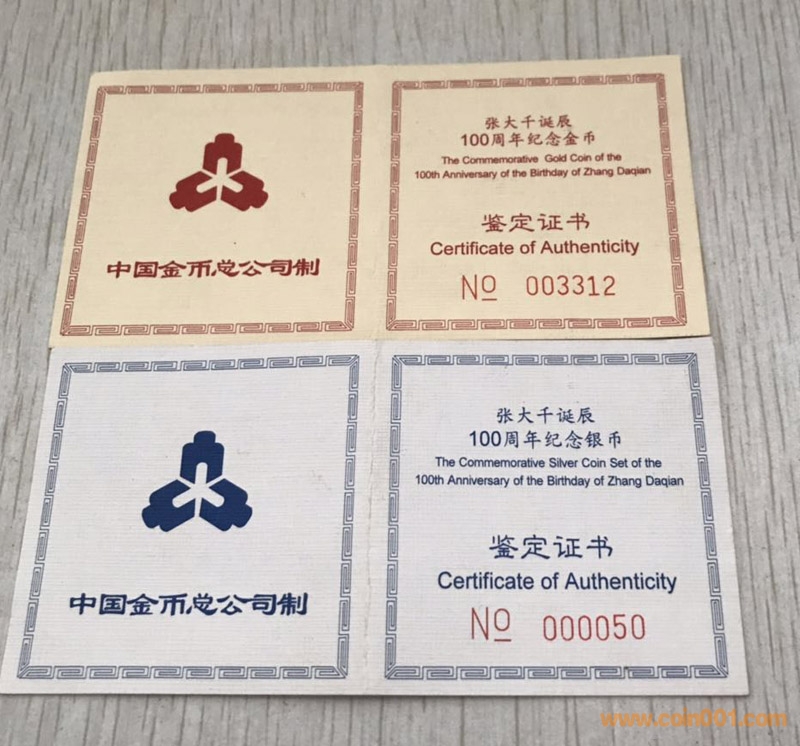 中国金币总公司制
张大千诞辰
100周年纪念金币
The Commemorative Gold Coin of the
100th Anniversary of the Birthday of Zhang Daqian
鉴定证书
Certificate of Authenticity
No 003312
中国金币总公司制
张大千诞辰
100周年纪念银币
The Commemorative Silver Coin Set of the
100th Anniversary of the Birthday of Zhang Daqian
鉴定证书
Certificate of Authenticity
No 000050
www.coin001.com